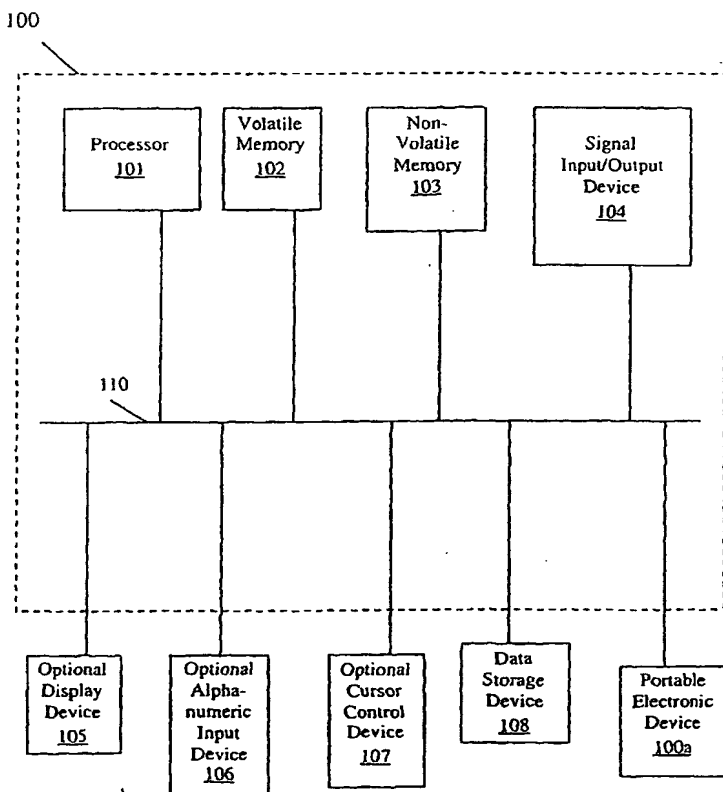 100
Processor
101
Volatile
Memory
102
Non-
Volatile
Memory
103
Signal
Input/Output
Device
104
110
Optional
Display
Device
105
Optional
Alpha-
numeric
Input
Device
106
Optional
Cursor
Control
Device
107
Data
Storage
Device
108
Portable
Electronic
Device
100a